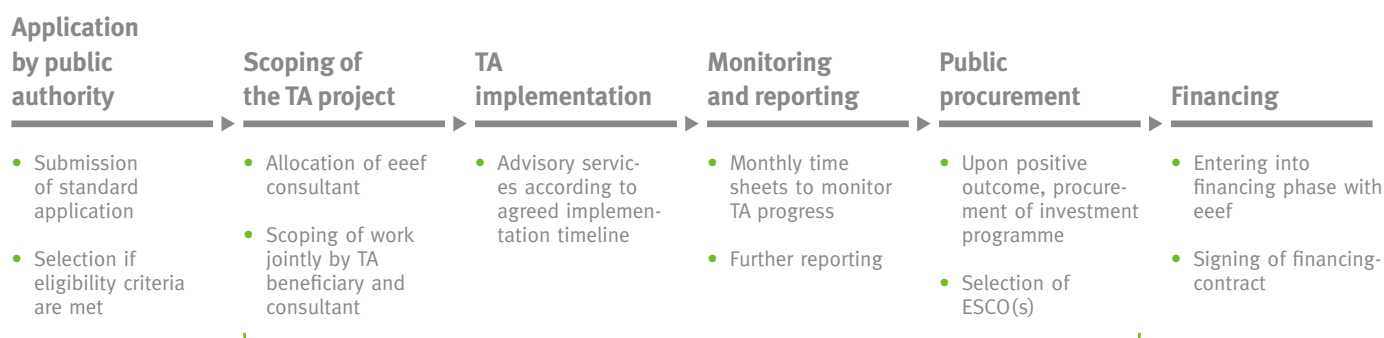 Application
by public
authority
Scoping of
the TA project
TA
implementation
Monitoring
and reporting
Public
procurement
Financing
• Submission
of standard
application
• Selection if
eligibility criteria
are met
• Allocation of eeef
consultant
• Scoping of work
jointly by TA
beneficiary and
consultant
• Advisory servic-
es according to
agreed implemen-
tation timeline
• Monthly time
sheets to monitor
TA progress
• Further reporting
• Upon positive
outcome, procure-
ment of investment
programme
• Selection of
ESCO(s)
• Entering into
financing phase with
eeef
• Signing of financing-
contract